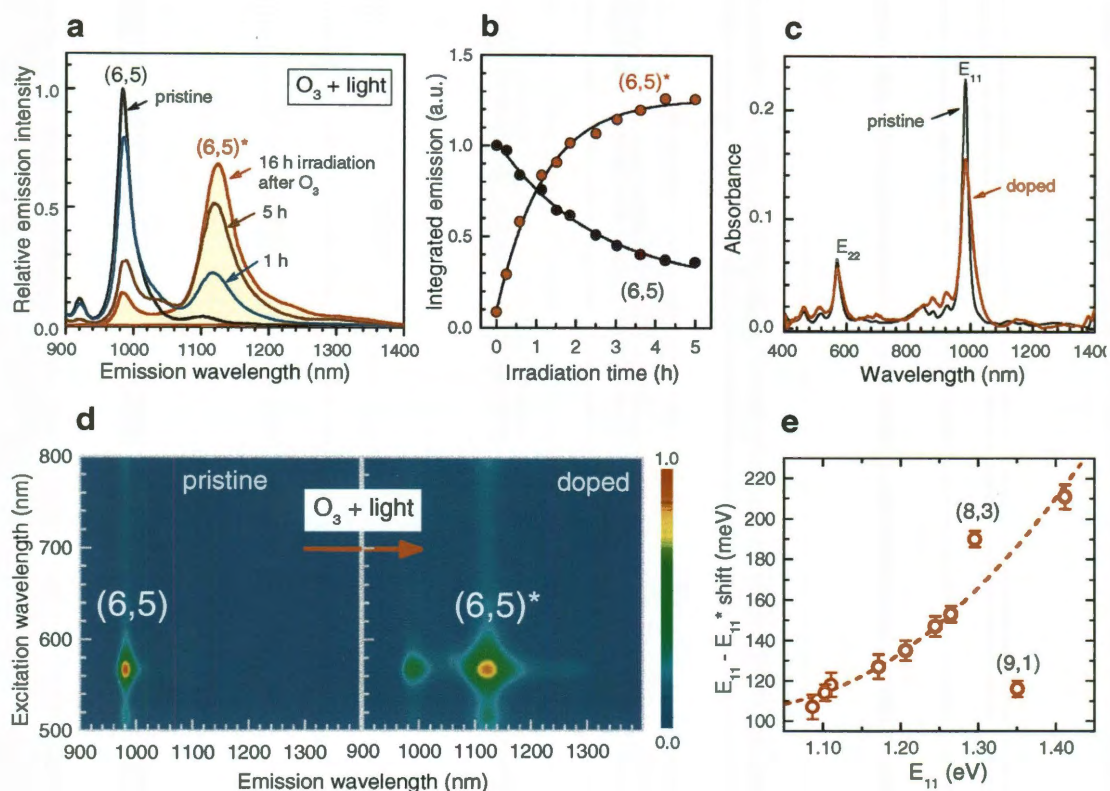 a
(6,5)
pristine
O3 + light
(6,5)*
16 h irradiation
after O3
5 h
1 h
1.0
0.5
0.0
900 1000 1100 1200 1300 1400
Relative emission intensity
Emission wavelength (nm)
b
(6,5)*
(6,5)
1.5
1.0
0.5
0.0
0 1 2 3 4 5
Integrated emission (a.u.)
Irradiation time (h)
c
E11
pristine
doped
E22
0.2
0.1
0.0
400 600 800 1000 1200 1400
Absorbance
Wavelength (nm)
d
800
700
600
500
pristine
doped
O3 + light
(6,5)
(6,5)*
1.0
0.0
900 1000 1100 1200 1300 900 1000 1100 1200 1300
Excitation wavelength (nm)
Emission wavelength (nm)
e
220
200
180
160
140
120
100
(8,3)
(9,1)
1.10 1.20 1.30 1.40
E11 - E11* shift (meV)
E11 (eV)